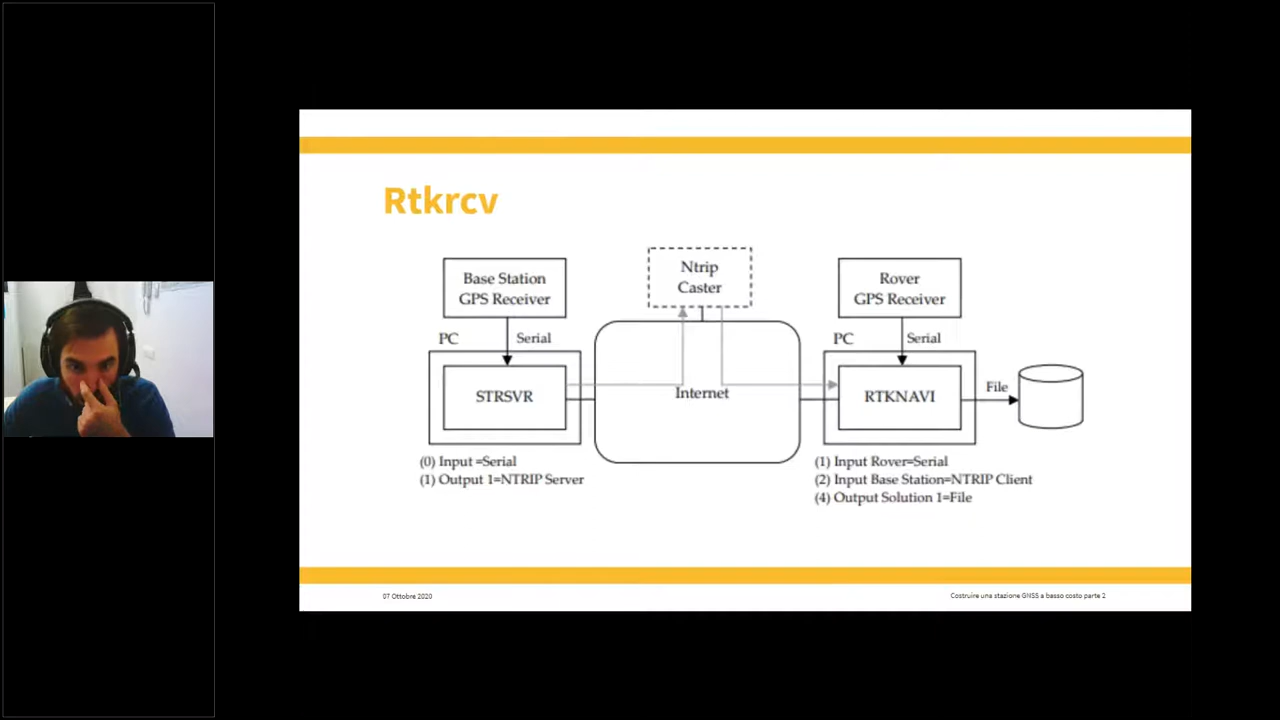 Rtkrcv
Base Station
GPS Receiver
Ntrip
Caster
Rover
GPS Receiver
PC
Serial
PC
Serial
STRSVR
Internet
RTKNAVI
File
(0) Input =Serial
(1) Output 1=NTRIP Server
(1) Input Rover=Serial
(2) Input Base Station=NTRIP Client
(4) Output Solution 1=File
07 Ottobre 2020
Costruire una stazione GNSS a basso costo parte 2